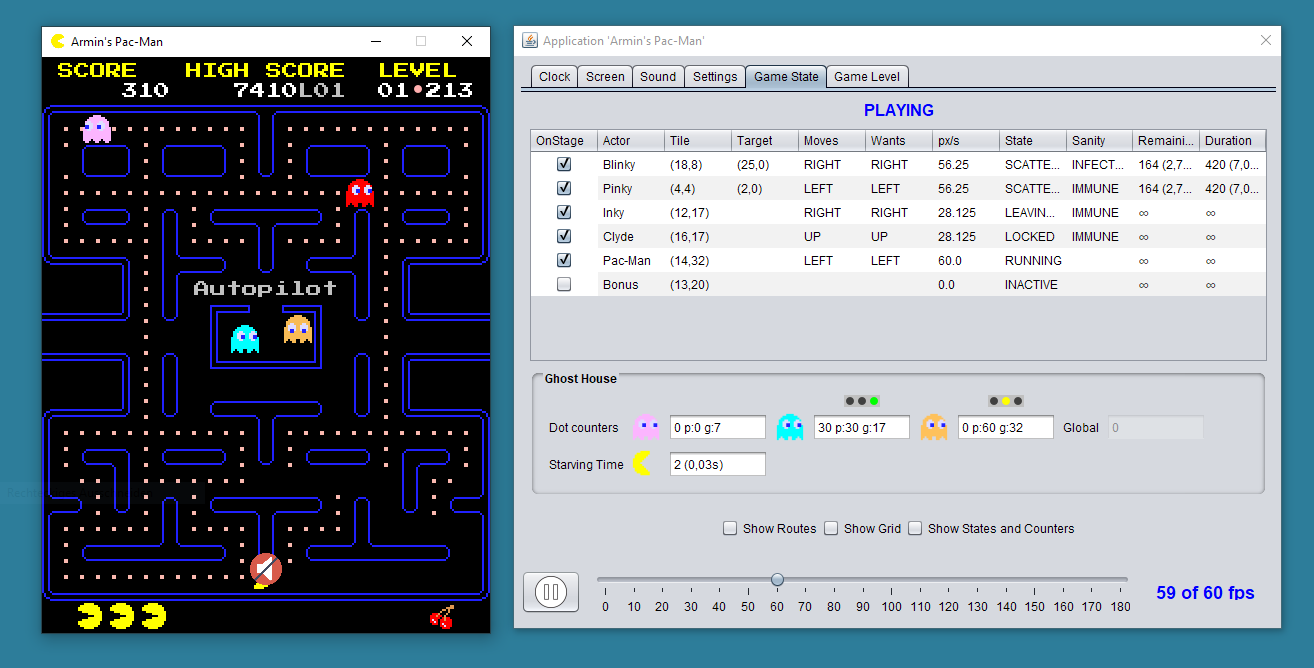 Armin's Pac-Man
SCORE HIGH SCORE LEVEL
310 7410L01 01•213
Autopilot
Application 'Armin's Pac-Man'
Clock Screen Sound Settings Game State Game Level
PLAYING
OnStage Actor Tile Target Moves Wants px/s State Sanity Remaini... Duration
Blinky (18,8) (25,0) RIGHT RIGHT 56.25 SCATTE... INFECT... 164 (2,7... 420 (7,0...
Pinky (4,4) (2,0) LEFT LEFT 56.25 SCATTE... IMMUNE 164 (2,7... 420 (7,0...
Inky (12,17) RIGHT RIGHT 28.125 LEAVIN... IMMUNE ∞ ∞
Clyde (16,17) UP UP 28.125 LOCKED IMMUNE ∞ ∞
Pac-Man (14,32) LEFT LEFT 60.0 RUNNING ∞ ∞
Bonus (13,20) 0.0 INACTIVE ∞ ∞
Ghost House
Dot counters 0 p:0 g:7 30 p:30 g:17 0 p:60 g:32 Global 0
Starving Time 2 (0,03s)
Show Routes Show Grid Show States and Counters
0 10 20 30 40 50 60 70 80 90 100 110 120 130 140 150 160 170 180
59 of 60 fps